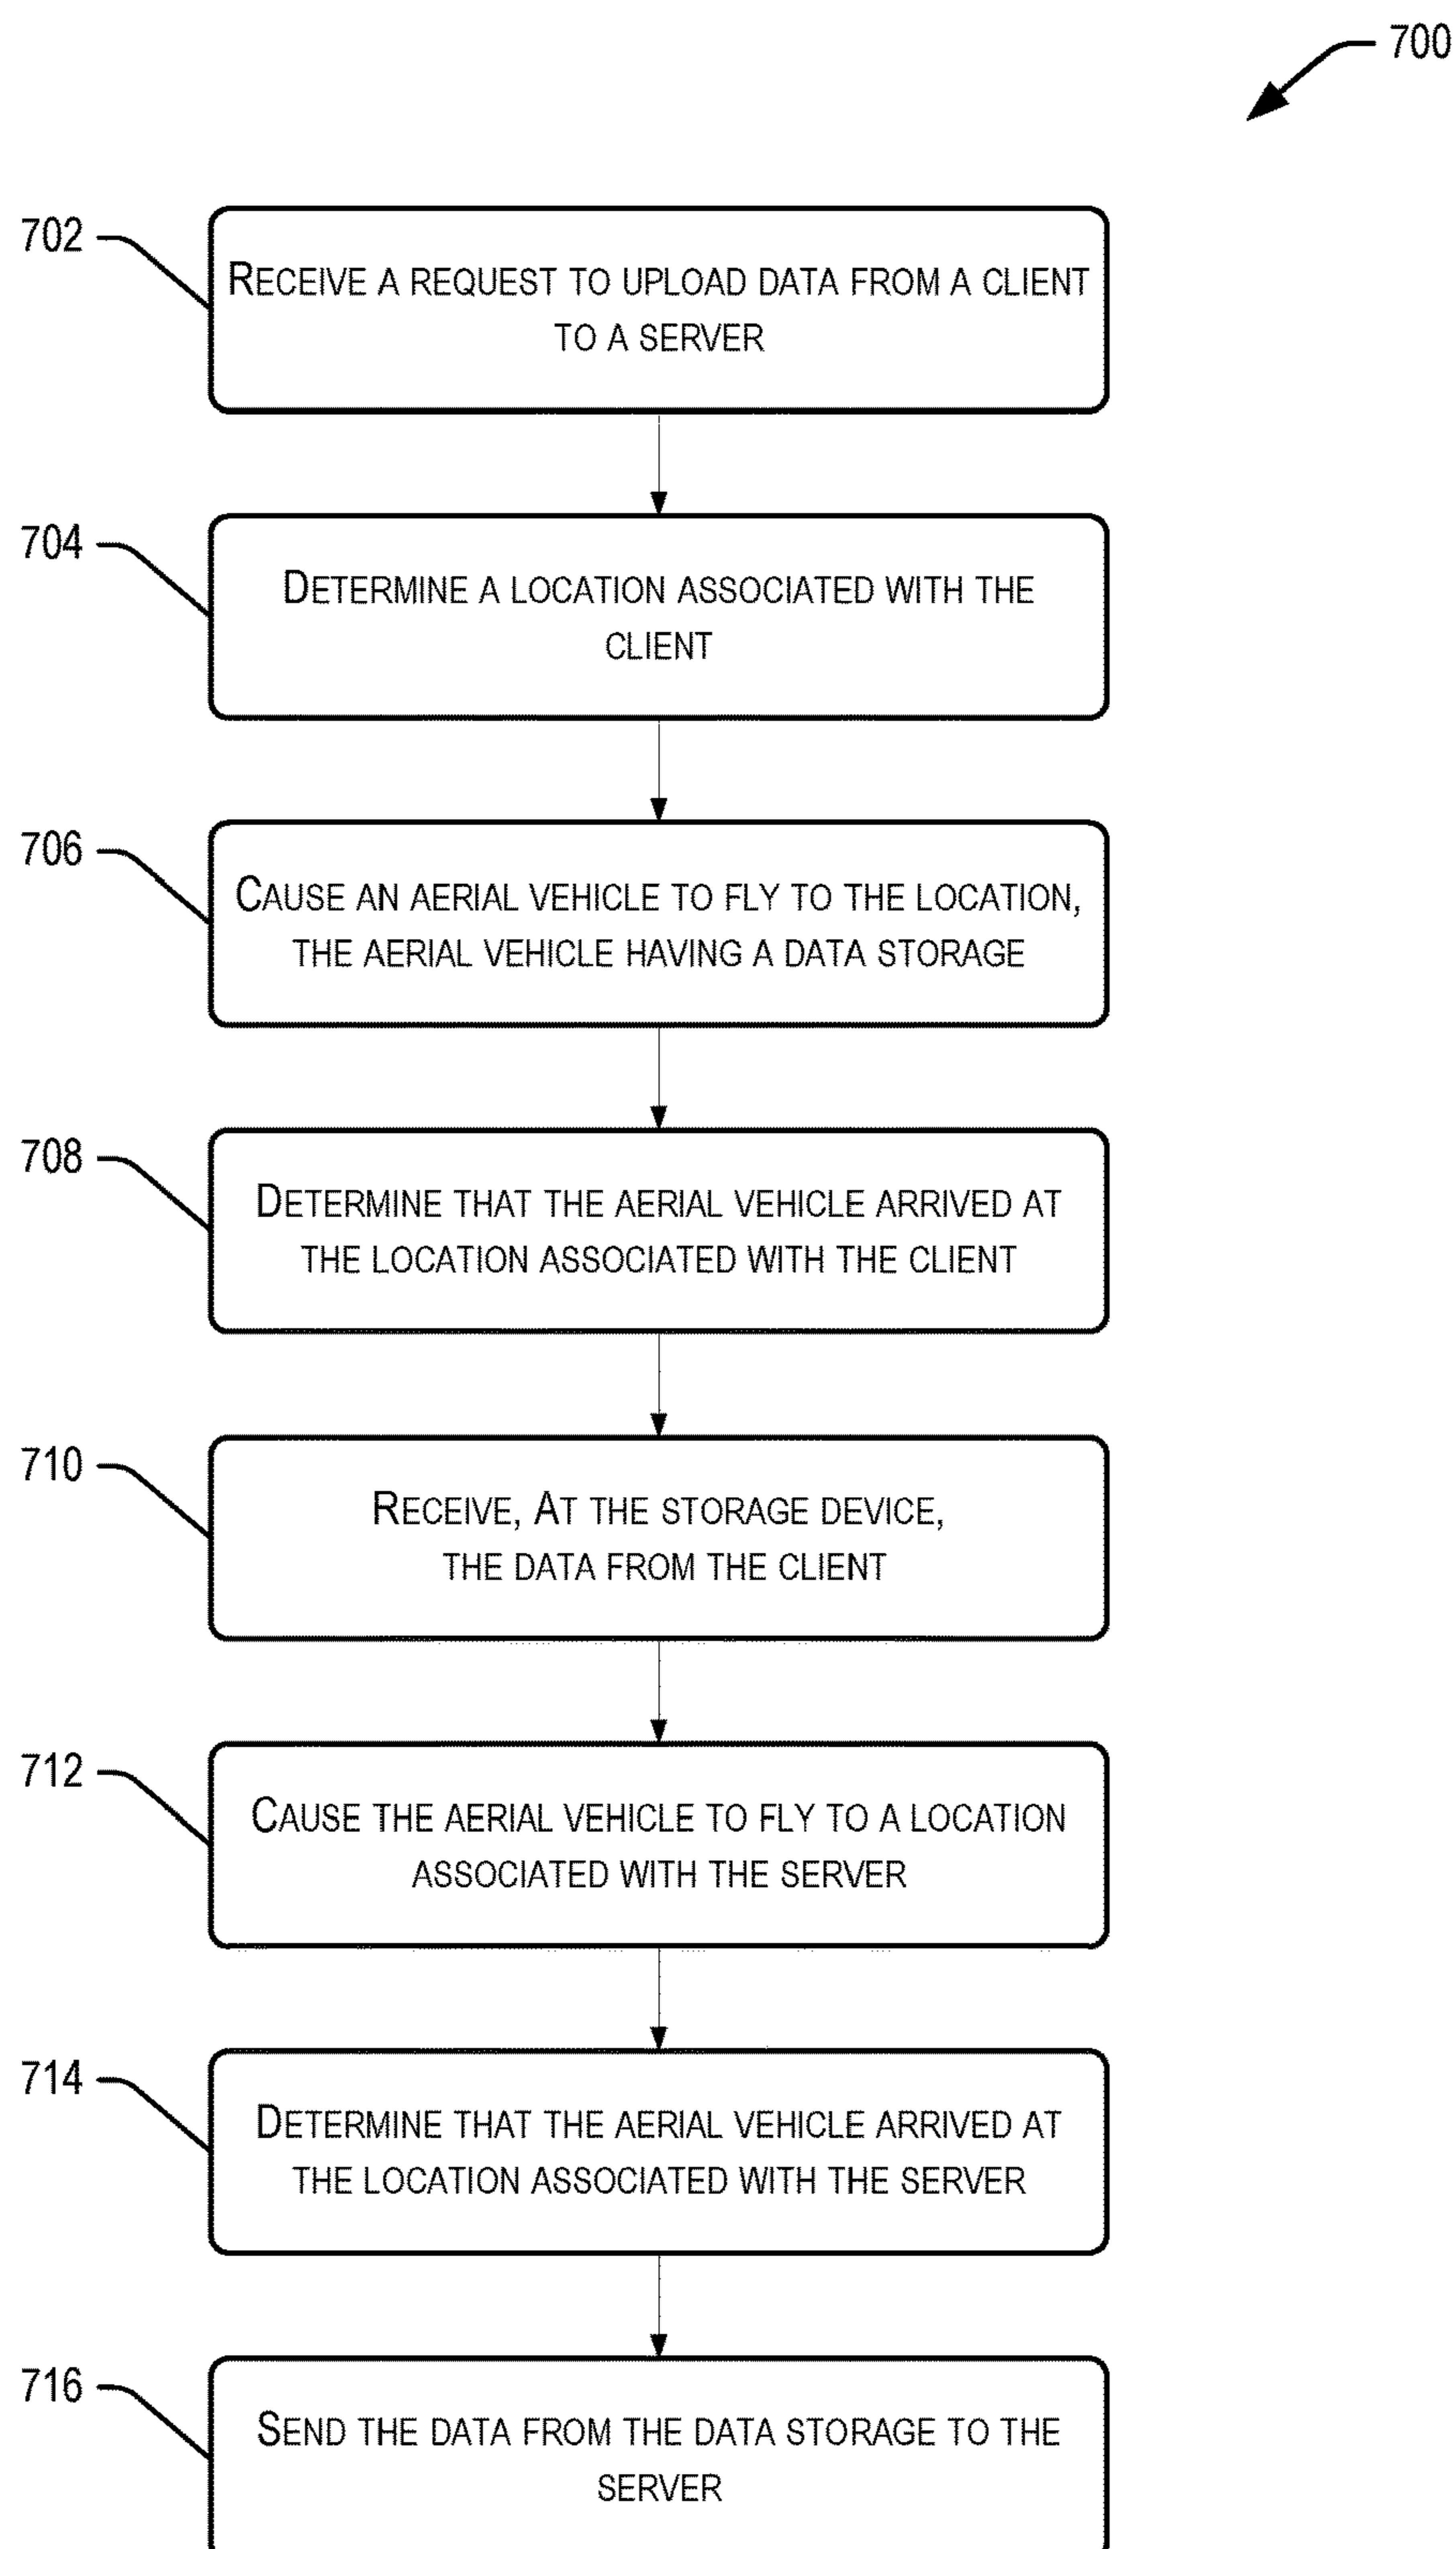 700
702
RECEIVE A REQUEST TO UPLOAD DATA FROM A CLIENT
TO A SERVER
704
DETERMINE A LOCATION ASSOCIATED WITH THE
CLIENT
706
CAUSE AN AERIAL VEHICLE TO FLY TO THE LOCATION,
THE AERIAL VEHICLE HAVING A DATA STORAGE
708
DETERMINE THAT THE AERIAL VEHICLE ARRIVED AT
THE LOCATION ASSOCIATED WITH THE CLIENT
710
RECEIVE, AT THE STORAGE DEVICE,
THE DATA FROM THE CLIENT
712
CAUSE THE AERIAL VEHICLE TO FLY TO A LOCATION
ASSOCIATED WITH THE SERVER
714
DETERMINE THAT THE AERIAL VEHICLE ARRIVED AT
THE LOCATION ASSOCIATED WITH THE SERVER
716
SEND THE DATA FROM THE DATA STORAGE TO THE
SERVER